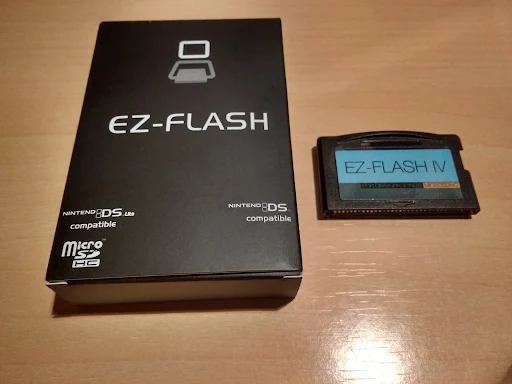 EZ-FLASH
NINTENDO DS Lite
compatible
NINTENDO DS
compatible
Micro
SD
HC
EZ-FLASH IV